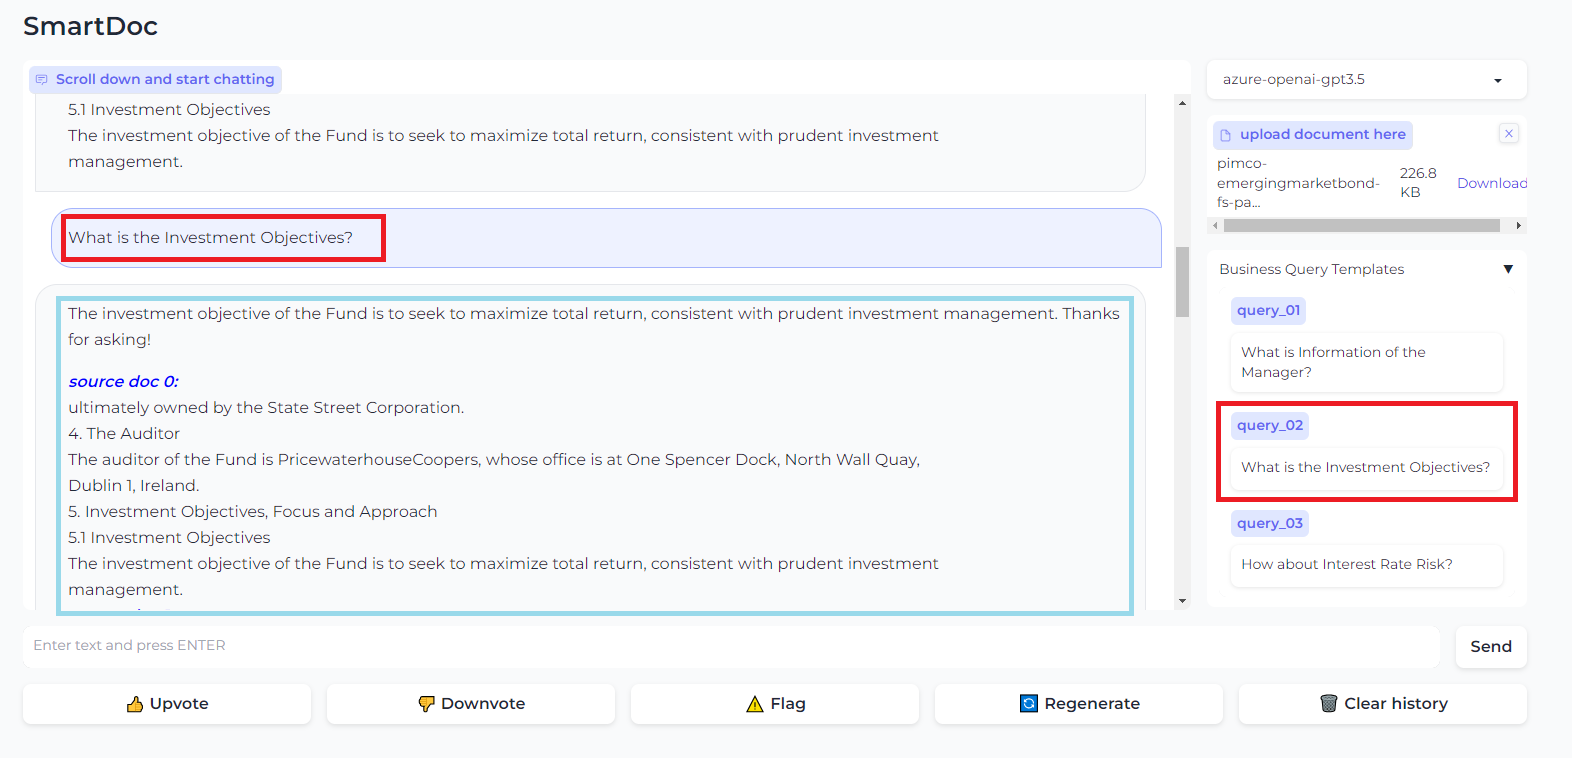 SmartDoc
Scroll down and start chatting
5.1 Investment Objectives
The investment objective of the Fund is to seek to maximize total return, consistent with prudent investment
management.
What is the Investment Objectives?
The investment objective of the Fund is to seek to maximize total return, consistent with prudent investment management. Thanks
for asking!
source doc 0:
ultimately owned by the State Street Corporation.
4. The Auditor
The auditor of the Fund is PricewaterhouseCoopers, whose office is at One Spencer Dock, North Wall Quay,
Dublin 1, Ireland.
5. Investment Objectives, Focus and Approach
5.1 Investment Objectives
The investment objective of the Fund is to seek to maximize total return, consistent with prudent investment
management.
Enter text and press ENTER
Send
Upvote
Downvote
Flag
Regenerate
Clear history
azure-openai-gpt3.5
upload document here
pimco-
emergingmarketbond-
fs-pa...
226.8
KB
Download
Business Query Templates
query_01
What is Information of the
Manager?
query_02
What is the Investment Objectives?
query_03
How about Interest Rate Risk?